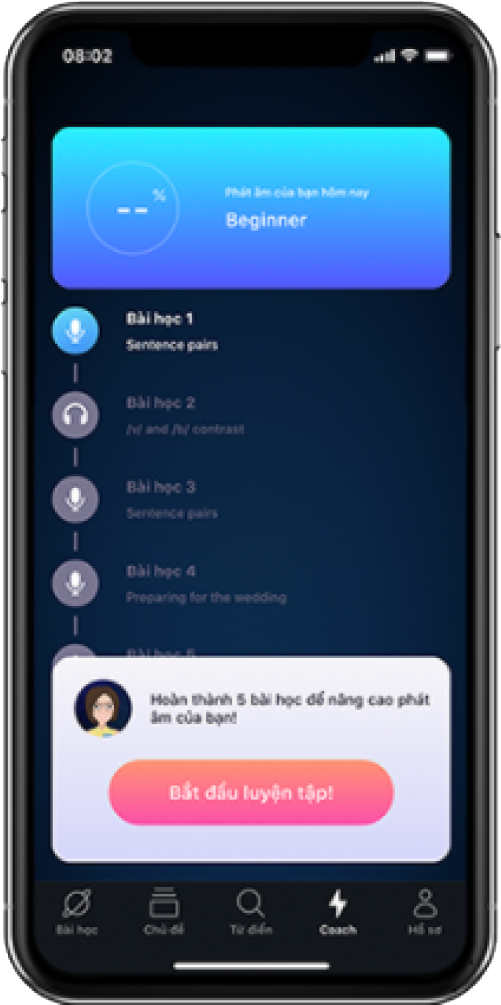 08:02
--%
Phát âm của bạn hôm nay
Beginner
Bài học 1
Sentence pairs
Bài học 2
/v/ and /b/ contrast
Bài học 3
Sentence pairs
Bài học 4
Preparing for the wedding
Bài học 5
Hoàn thành 5 bài học để nâng cao phát
âm của bạn!
Bắt đầu luyện tập!
Bài học Chủ đề Từ điển Coach Hồ sơ